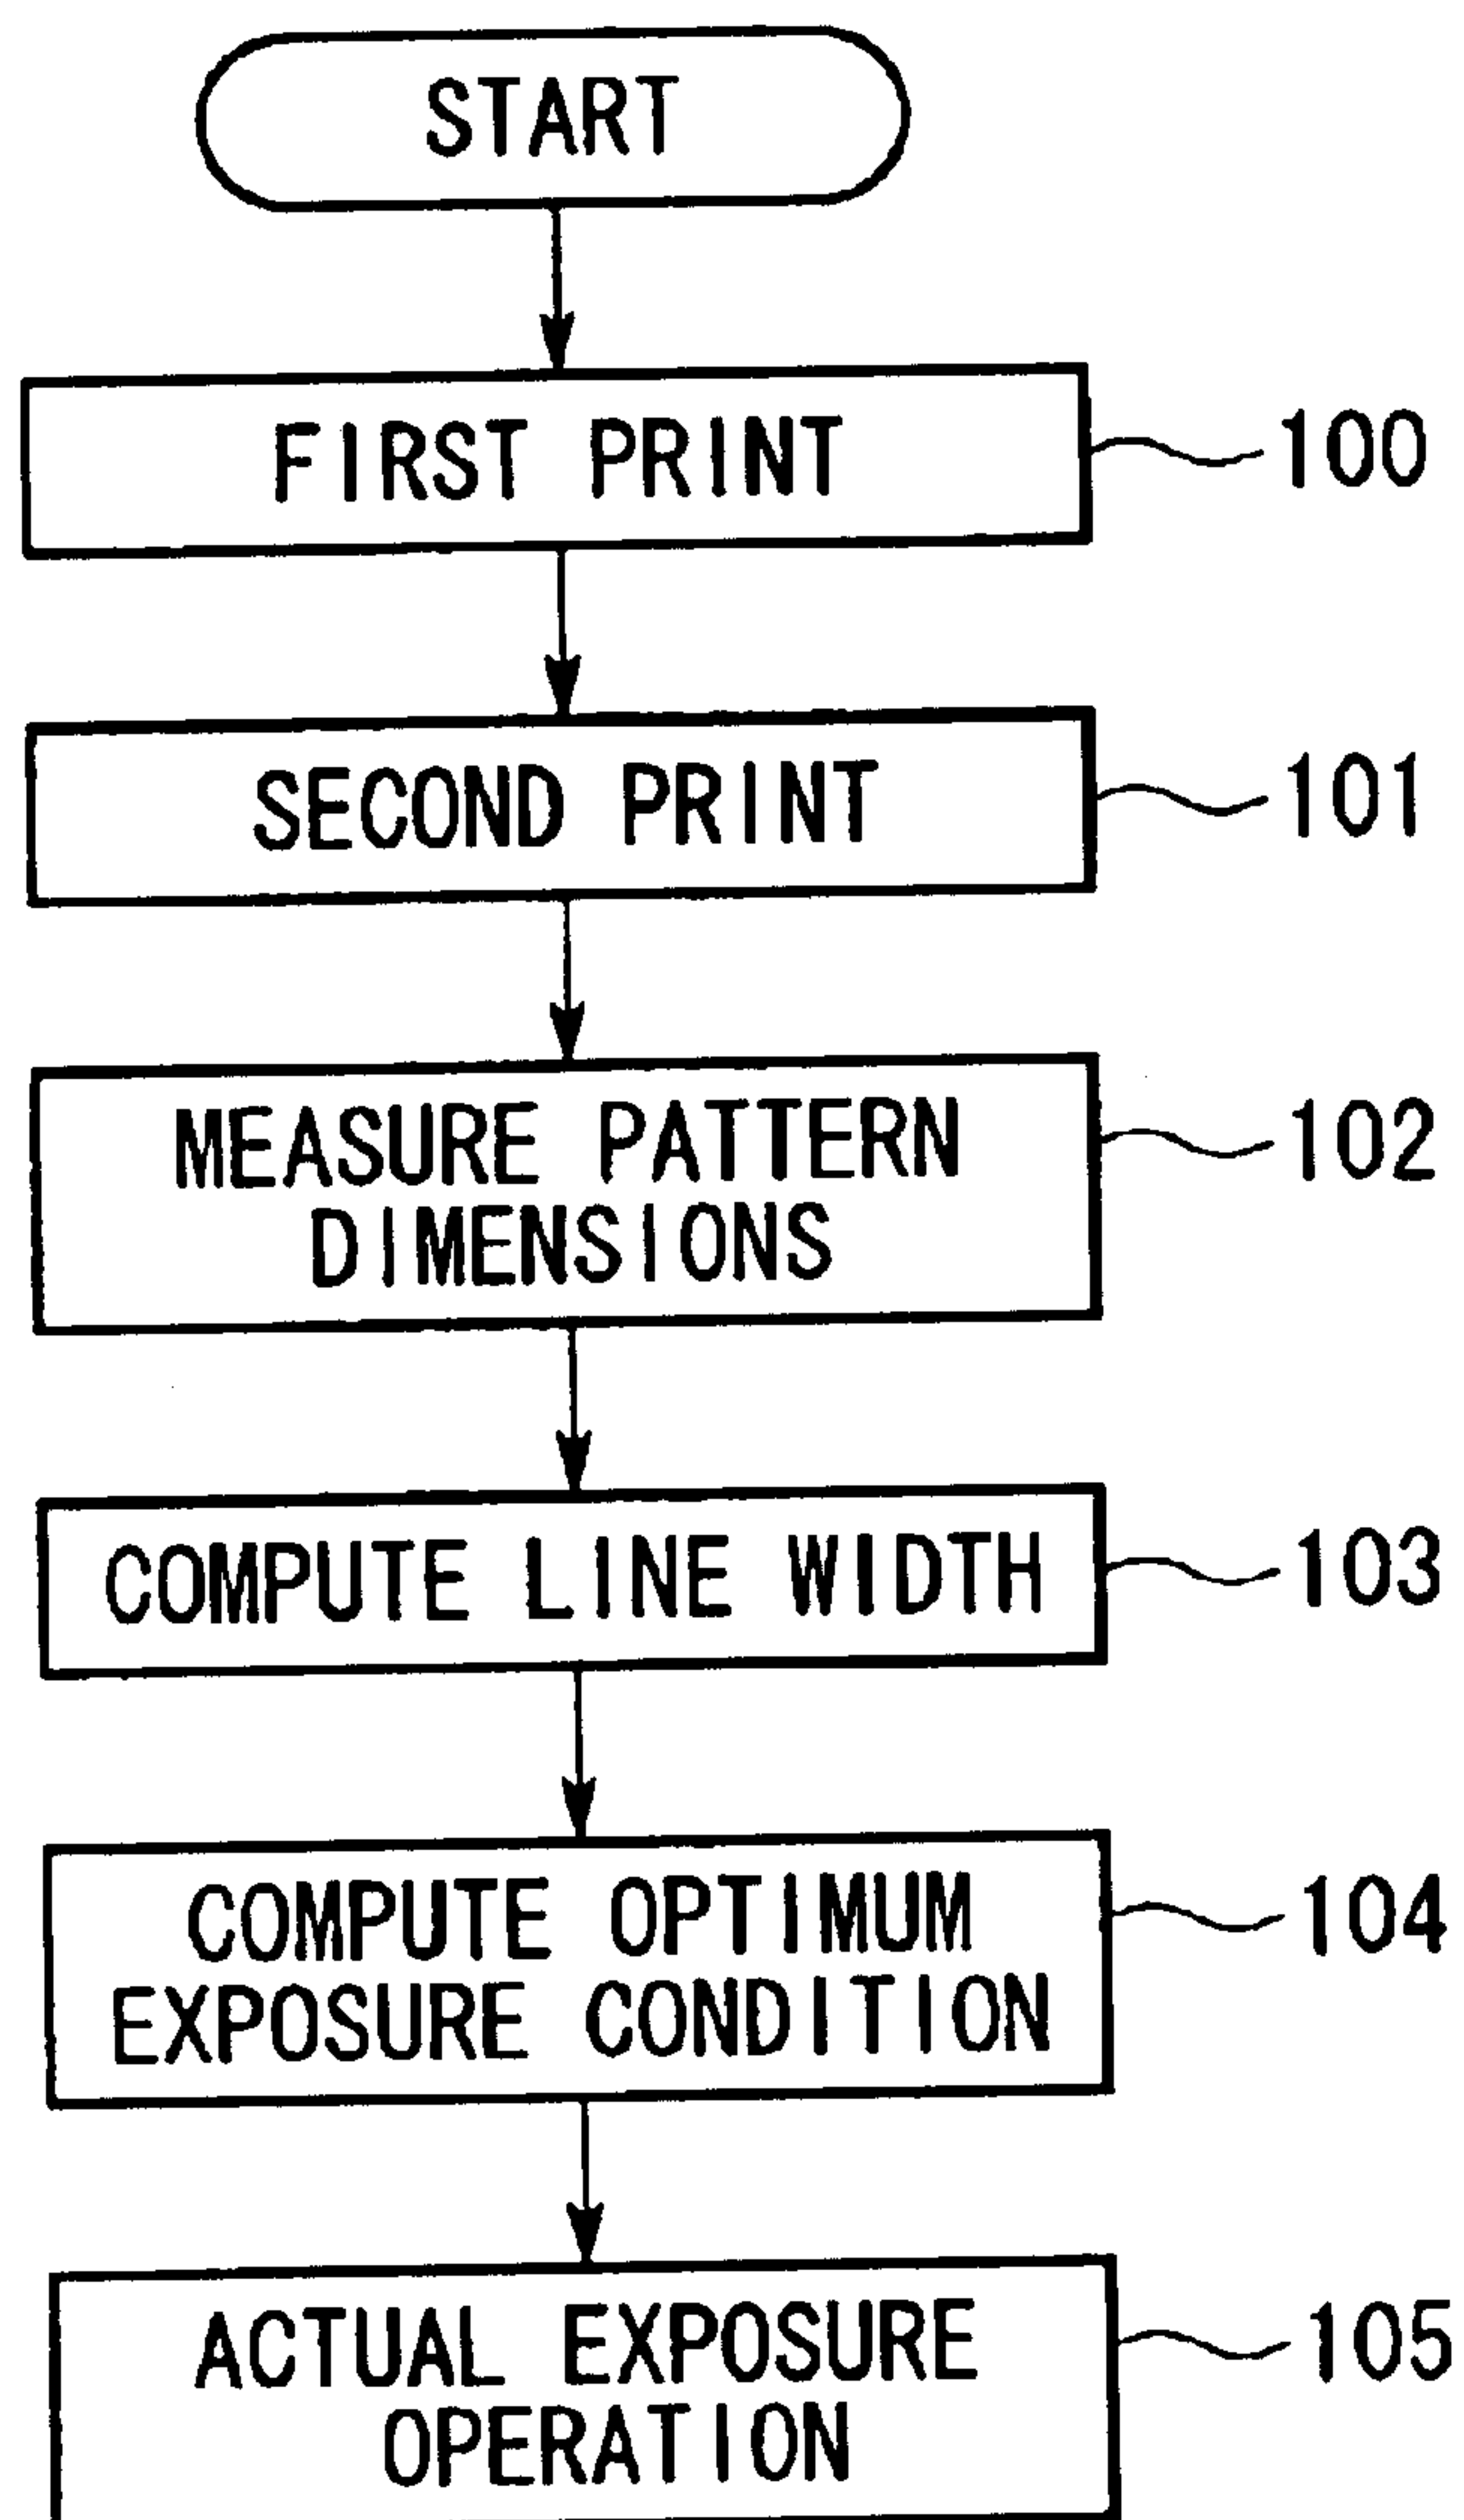 START
FIRST PRINT
100
SECOND PRINT
101
MEASURE PATTERN
DIMENSIONS
102
COMPUTE LINE WIDTH
103
COMPUTE OPTIMUM
EXPOSURE CONDITION
104
ACTUAL EXPOSURE
OPERATION
105